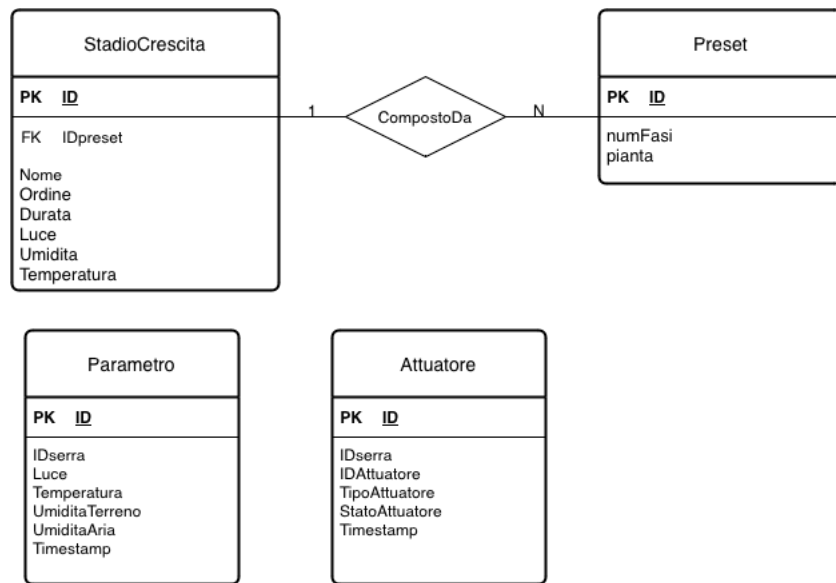 StadioCrescita
PK ID
FK IDpreset
Nome
Ordine
Durata
Luce
Umidita
Temperatura
1
CompostoDa
N
Preset
PK ID
numFasi
pianta
Parametro
PK ID
IDserra
Luce
Temperatura
UmiditaTerreno
UmiditaAria
Timestamp
Attuatore
PK ID
IDserra
IDAttuatore
TipoAttuatore
StatoAttuatore
Timestamp